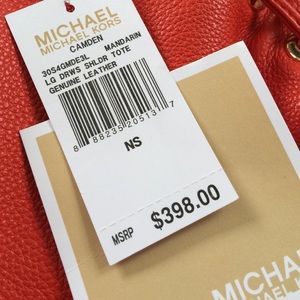 MICHAEL
MICHAEL KORS
CAMDEN
30S4GMDE3L MANDARIN
LG DRWS SHLDR TOTE
GENUINE LEATHER
8 88235 20513 7
NS
MSRP $398.00
MICHAEL
MICHAEL